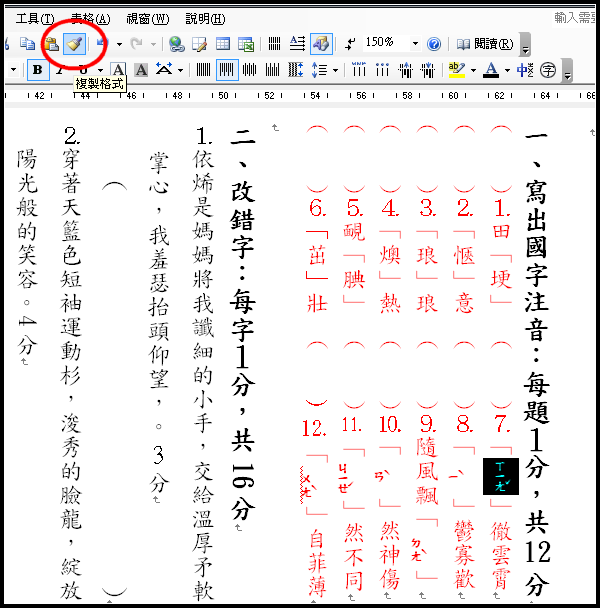 工具(T) 表格(A) 視窗(W) 說明(H) 輸入需
150% 閱讀(R)
B I U A A
複製格式
42 44 46 48 50 52 54 56 58 60 62 64 66
一、寫出國字注音：每題1分，共12分
（　）1.田「埂」（　）7.「ㄒㄧㄤˇ」徹雲霄
（　）2.「愜」意（　）8.「」鬱寡歡
（　）3.「琅」琅（　）9.隨風飄「ㄉㄤˋ」
（　）4.「燠」熱（　）10.「」然神傷
（　）5.靦「腆」（　）11.「」然不同
（　）6.「茁」壯（　）12.「ㄨㄤˋ」自菲薄
二、改錯字：每字1分，共16分
1.依烯是媽媽將我讖細的小手，交給溫厚矛軟
掌心，我羞瑟抬頭仰望，。3分
（　）
2.穿著天籃色短袖運動杉，浚秀的臉龍，綻放
陽光般的笑容。4分